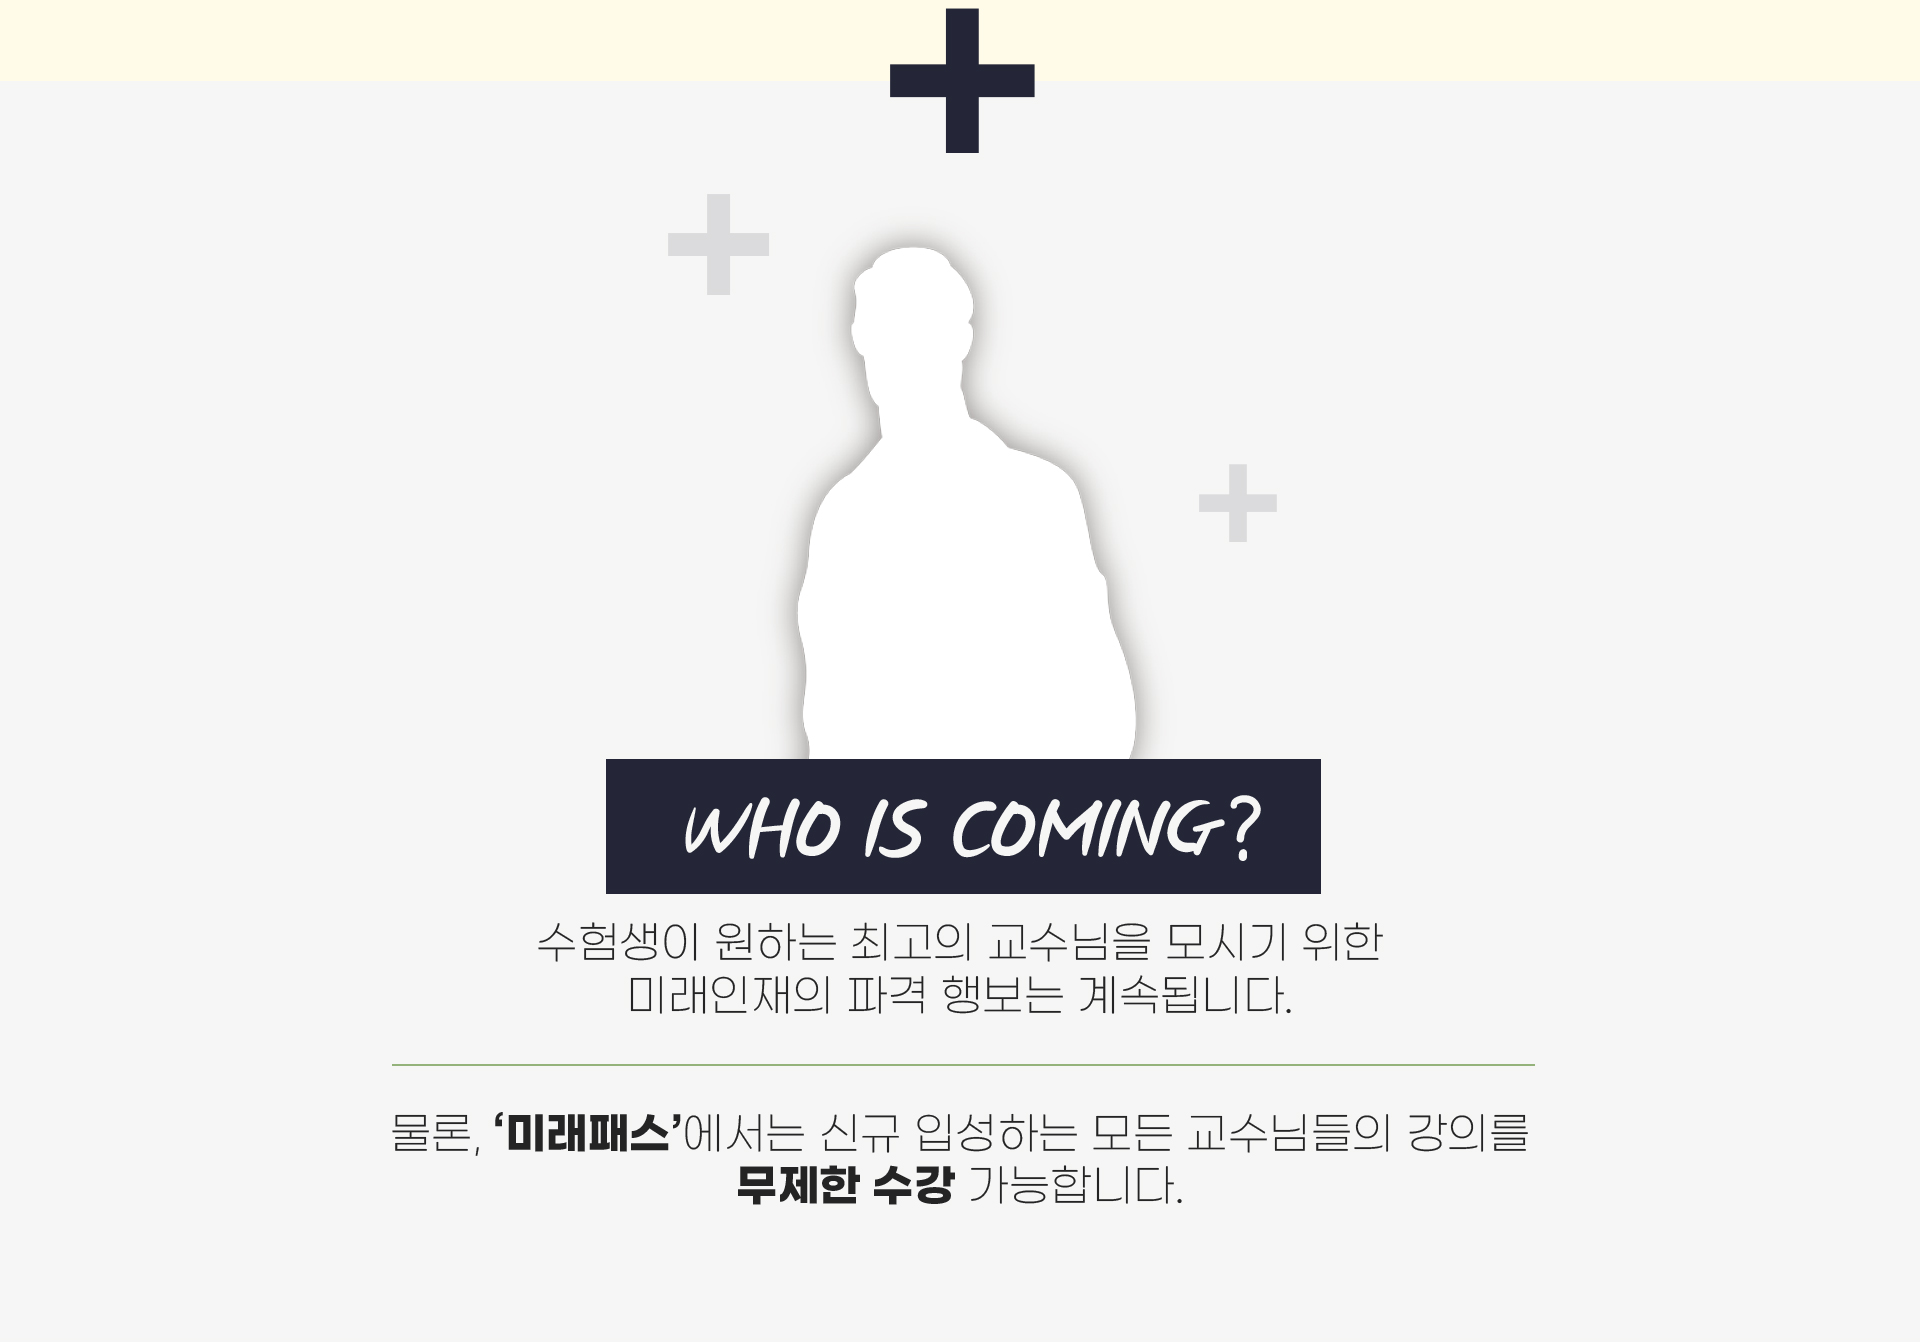 WHO IS COMING?
수험생이 원하는 최고의 교수님을 모시기 위한
미래인재의 파격 행보는 계속됩니다.
물론, ‘미래패스’에서는 신규 입성하는 모든 교수님들의 강의를
무제한 수강 가능합니다.